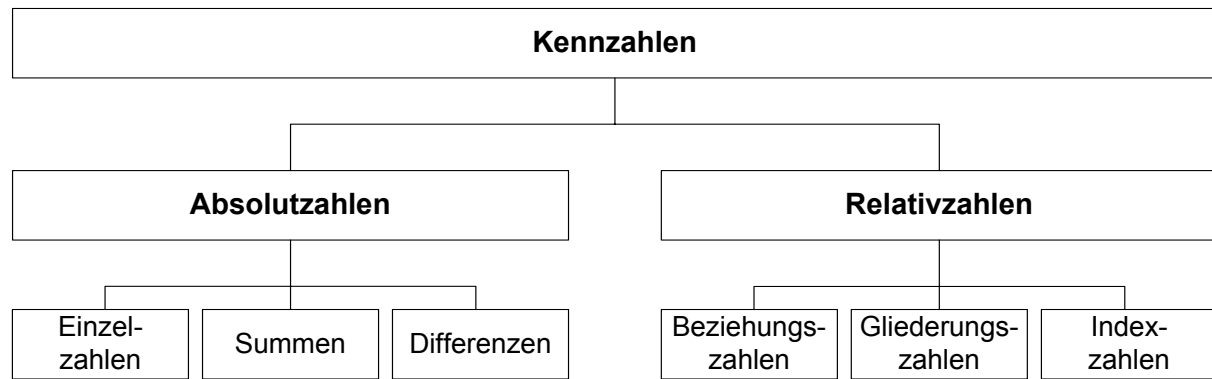 Kennzahlen
Absolutzahlen
Relativzahlen
Einzel-
zahlen
Summen
Differenzen
Beziehungs-
zahlen
Gliederungs-
zahlen
Index-
zahlen